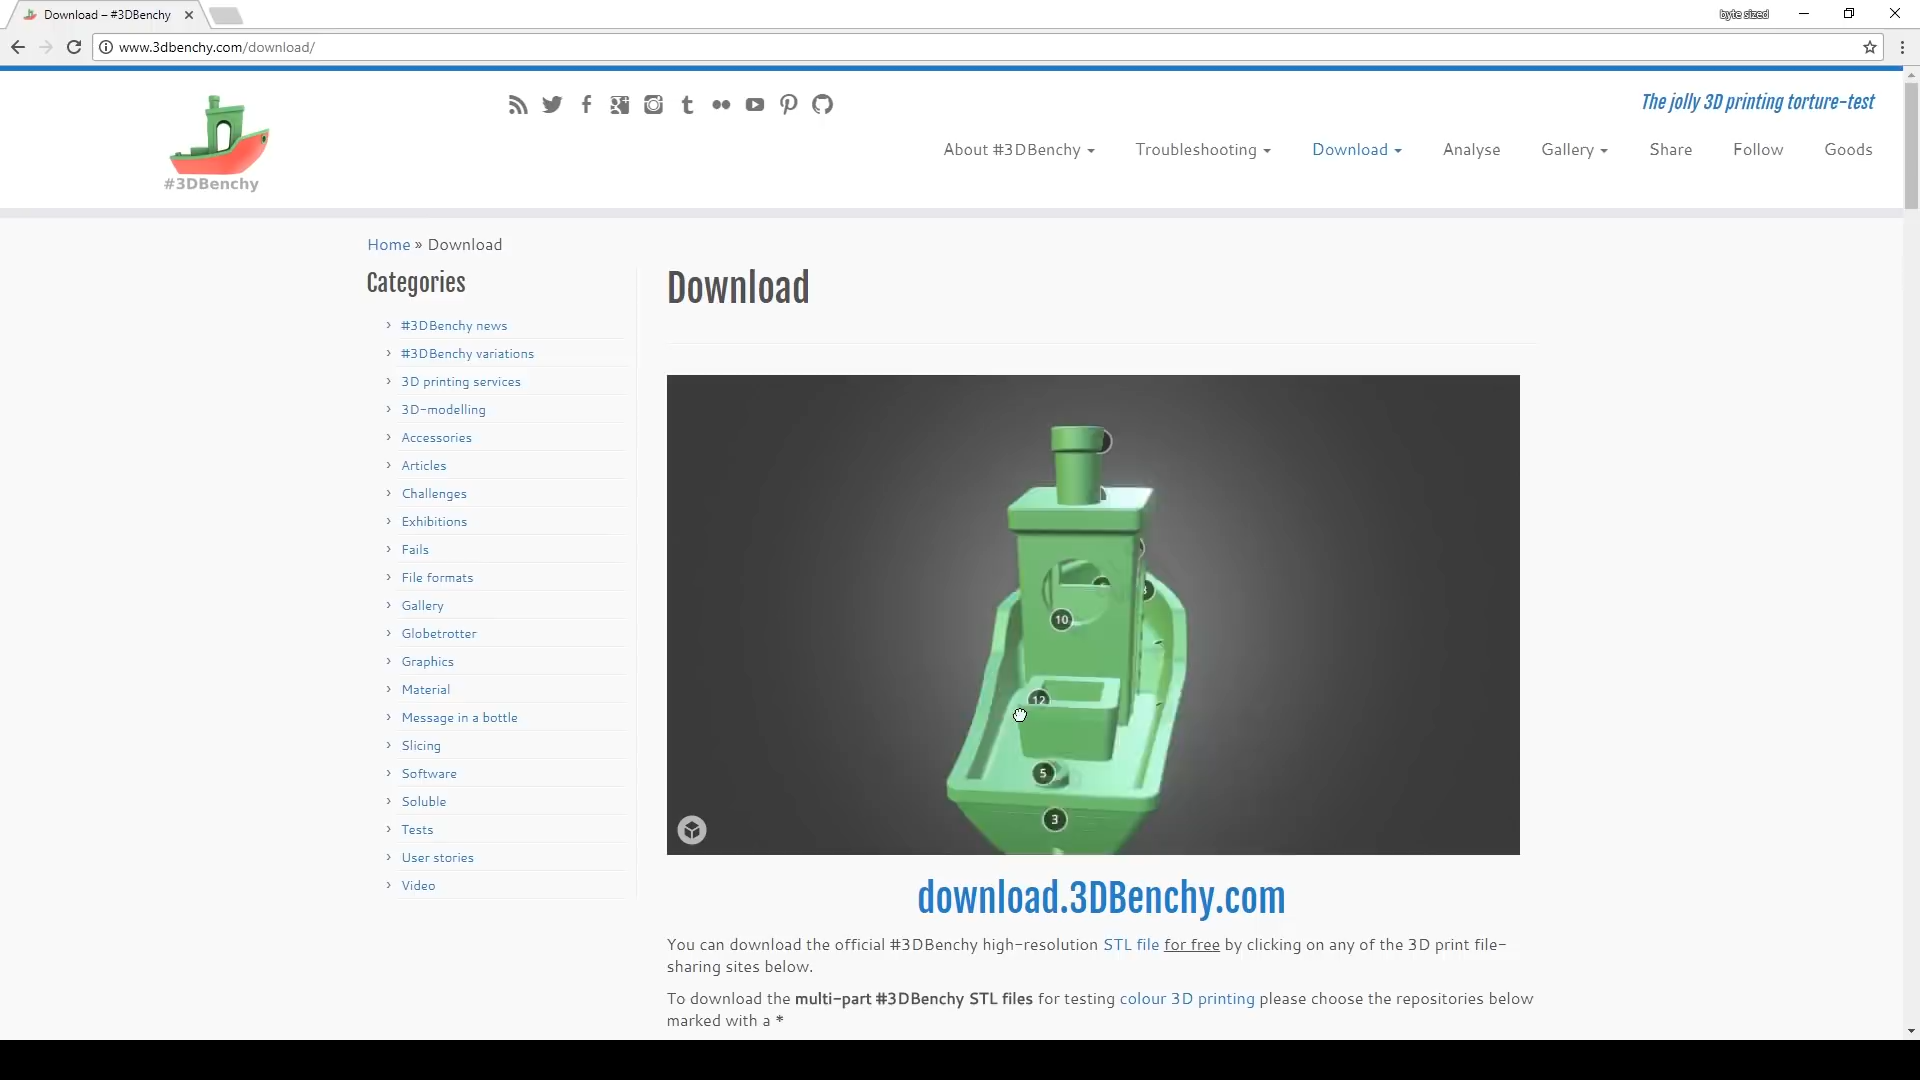 Download – #3DBenchy
byte sized
www.3dbenchy.com/download/
The jolly 3D printing torture-test
#3DBenchy
About #3DBenchy
Troubleshooting
Download
Analyse
Gallery
Share
Follow
Goods
Home » Download
Categories
#3DBenchy news
#3DBenchy variations
3D printing services
3D-modelling
Accessories
Articles
Challenges
Exhibitions
Fails
File formats
Gallery
Globetrotter
Graphics
Material
Message in a bottle
Slicing
Software
Soluble
Tests
User stories
Video
Download
10
12
5
3
download.3DBenchy.com
You can download the official #3DBenchy high-resolution STL file for free by clicking on any of the 3D print file-
sharing sites below.
To download the multi-part #3DBenchy STL files for testing colour 3D printing please choose the repositories below
marked with a *